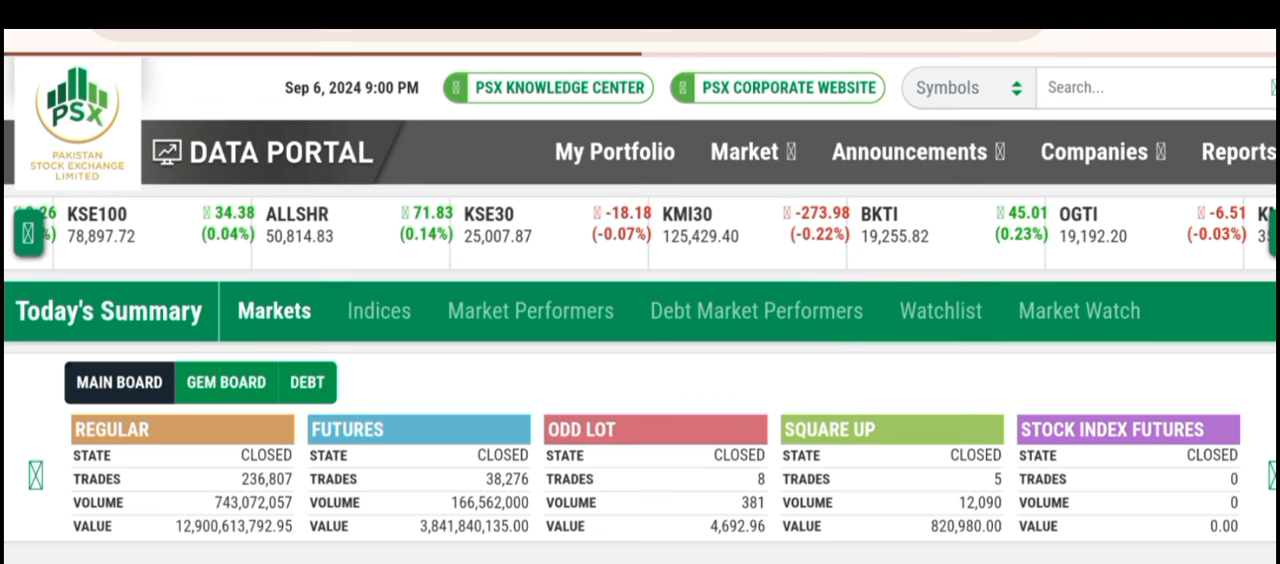 PSX
PAKISTAN
STOCK EXCHANGE
LIMITED
Sep 6, 2024 9:00 PM PSX KNOWLEDGE CENTER PSX CORPORATE WEBSITE Symbols Search...
DATA PORTAL My Portfolio Market Announcements Companies Reports
KSE100 34.38 ALLSHR 71.83 KSE30 -18.18 KMI30 -273.98 BKTI 45.01 OGTI -6.51
78,897.72 (0.04%) 50,814.83 (0.14%) 25,007.87 (-0.07%) 125,429.40 (-0.22%) 19,255.82 (0.23%) 19,192.20 (-0.03%)
Today's Summary Markets Indices Market Performers Debt Market Performers Watchlist Market Watch
MAIN BOARD GEM BOARD DEBT
REGULAR FUTURES ODD LOT SQUARE UP STOCK INDEX FUTURES
STATE CLOSED STATE CLOSED STATE CLOSED STATE CLOSED STATE CLOSED
TRADES 236,807 TRADES 38,276 TRADES 8 TRADES 5 TRADES 0
VOLUME 743,072,057 VOLUME 166,562,000 VOLUME 381 VOLUME 12,090 VOLUME 0
VALUE 12,900,613,792.95 VALUE 3,841,840,135.00 VALUE 4,692.96 VALUE 820,980.00 VALUE 0.00